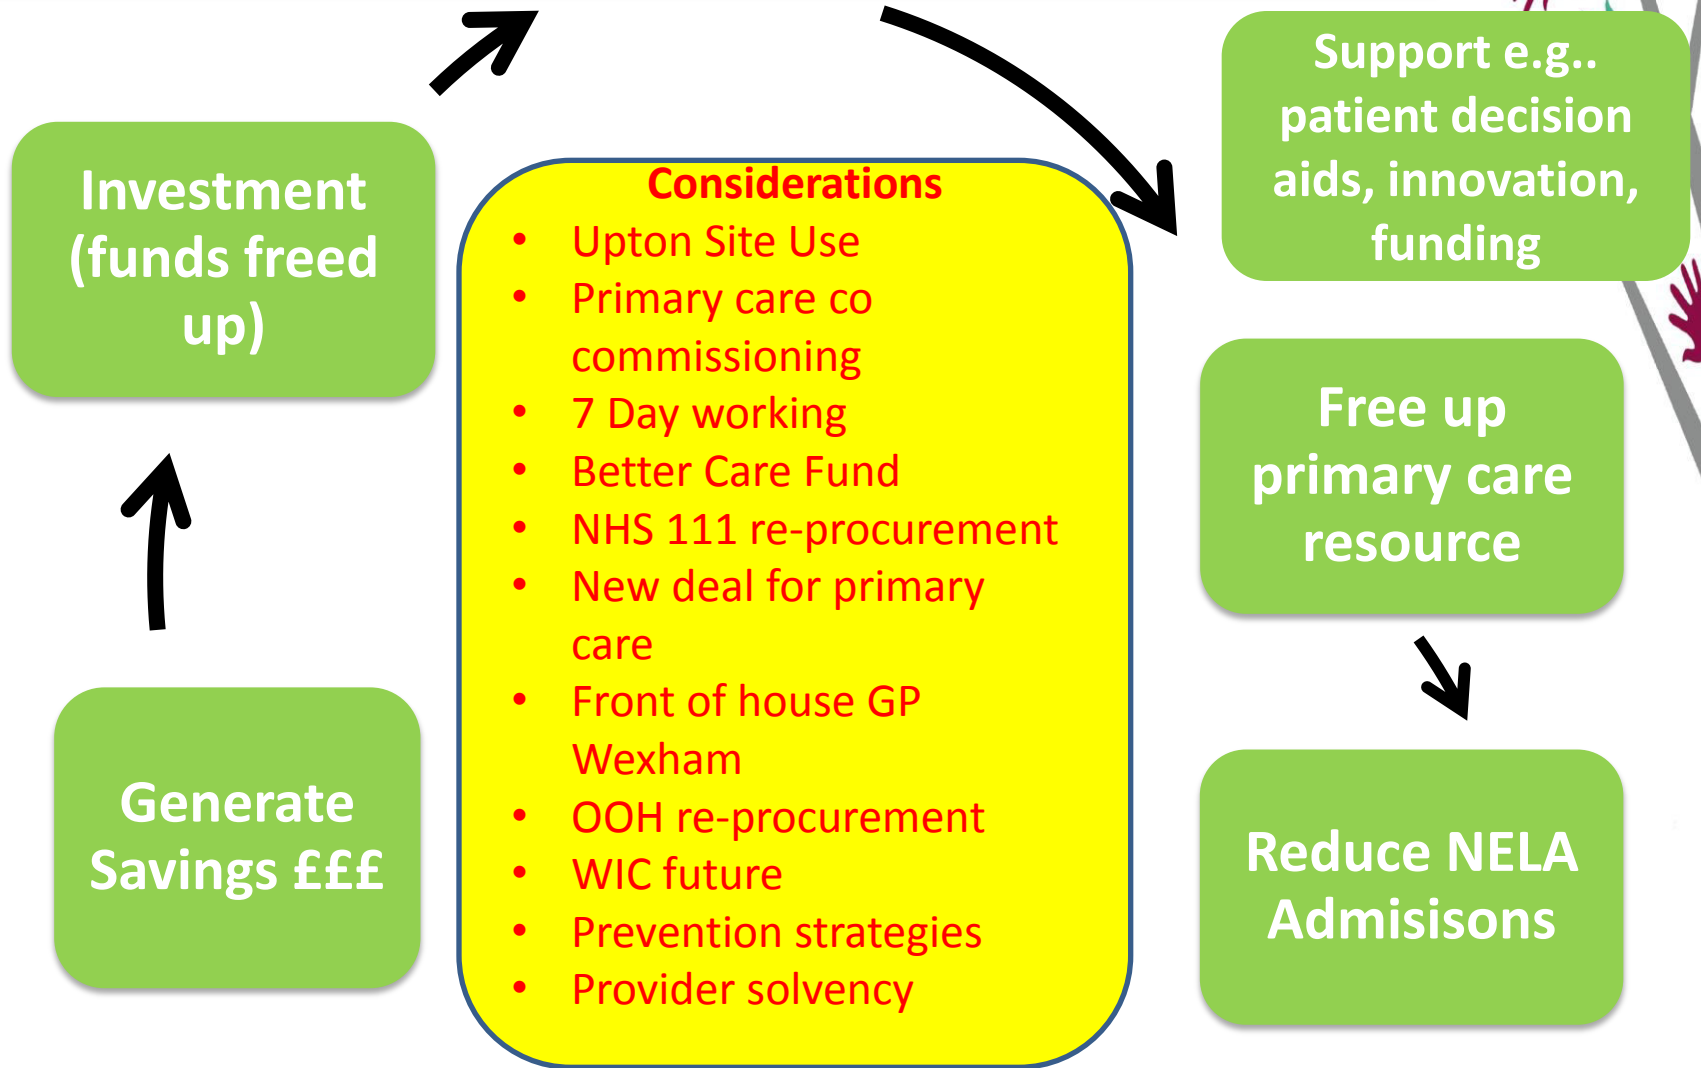 Support e.g..
patient decision
aids, innovation,
funding
Investment
(funds freed
up)
Considerations
• Upton Site Use
• Primary care co
commissioning
• 7 Day working
• Better Care Fund
• NHS 111 re-procurement
• New deal for primary
care
• Front of house GP
Wexham
• OOH re-procurement
• WIC future
• Prevention strategies
• Provider solvency
Free up
primary care
resource
Generate
Savings £££
Reduce NELA
Admisisons